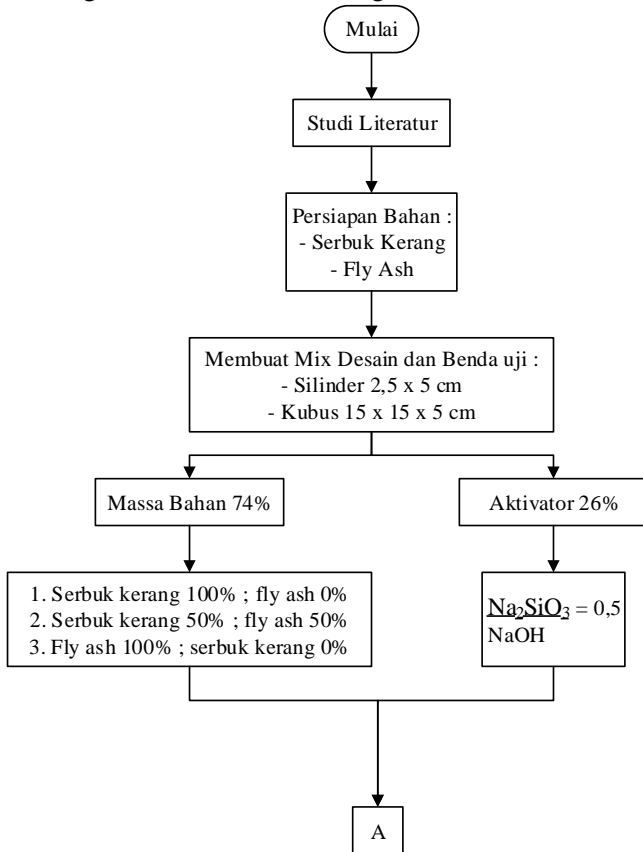 Mulai
Studi Literatur
Persiapan Bahan :
- Serbuk Kerang
- Fly Ash
Membuat Mix Desain dan Benda uji :
- Silinder 2,5 x 5 cm
- Kubus 15 x 15 x 5 cm
Massa Bahan 74%
Aktivator 26%
1. Serbuk kerang 100% ; fly ash 0%
2. Serbuk kerang 50% ; fly ash 50%
3. Fly ash 100% ; serbuk kerang 0%
Na₂SiO₃ = 0,5
NaOH
A